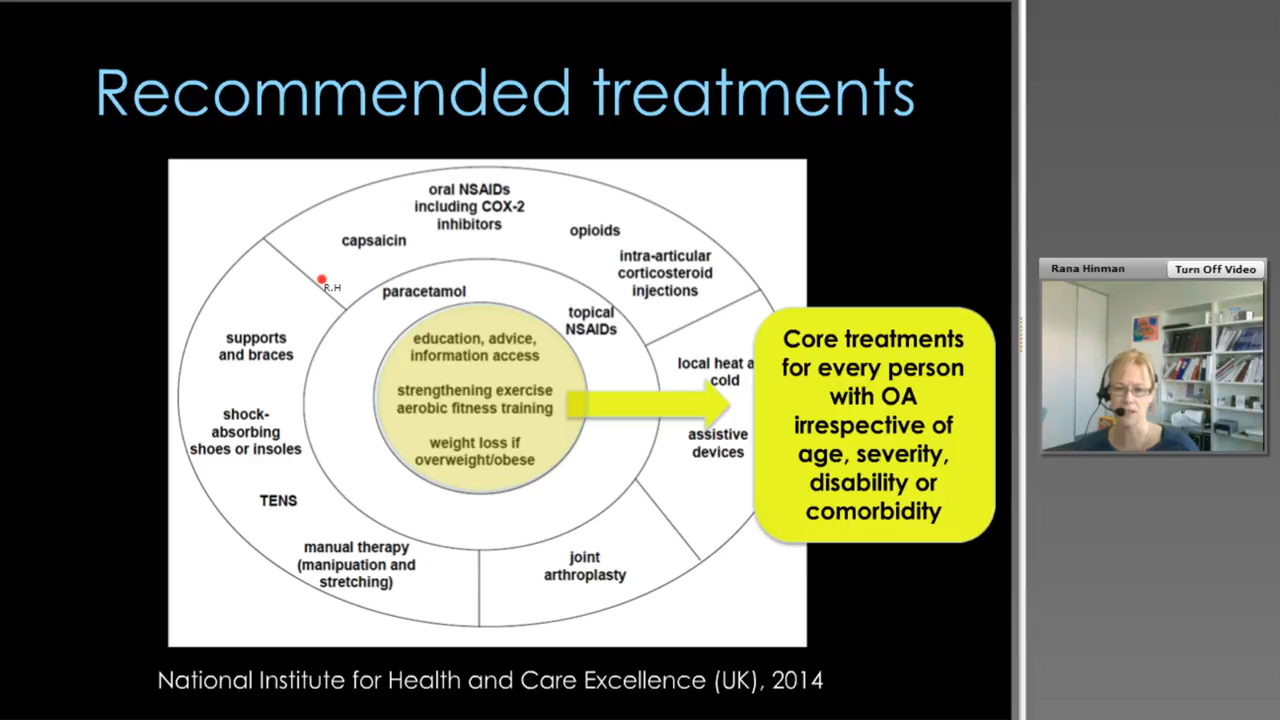 Recommended treatments
oral NSAIDs
including COX-2
inhibitors
capsaicin
opioids
intra-articular
corticosteroid
injections
R.H
paracetamol
topical
NSAIDs
education, advice,
information access
strengthening exercise
aerobic fitness training
weight loss if
overweight/obese
supports
and braces
shock-
absorbing
shoes or insoles
TENS
manual therapy
(manipuation and
stretching)
joint
arthroplasty
local heat a
cold
assistive
devices
Core treatments
for every person
with OA
irrespective of
age, severity,
disability or
comorbidity
National Institute for Health and Care Excellence (UK), 2014
Rana Hinman
Turn Off Video